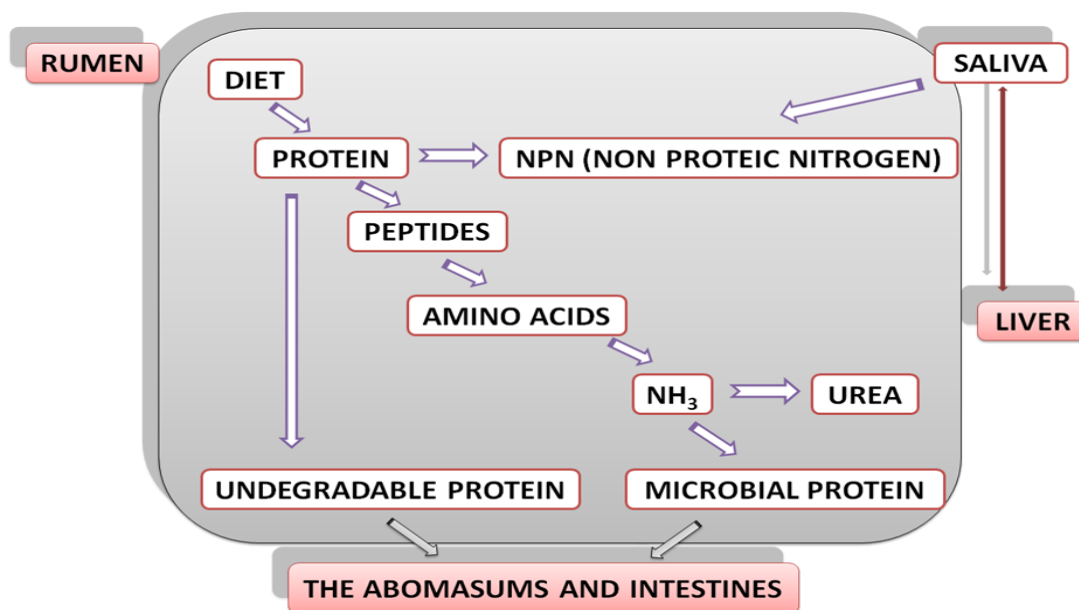 RUMEN
SALIVA
DIET
PROTEIN
NPN (NON PROTEIC NITROGEN)
PEPTIDES
AMINO ACIDS
LIVER
NH₃
UREA
UNDEGRADABLE PROTEIN
MICROBIAL PROTEIN
THE ABOMASUMS AND INTESTINES